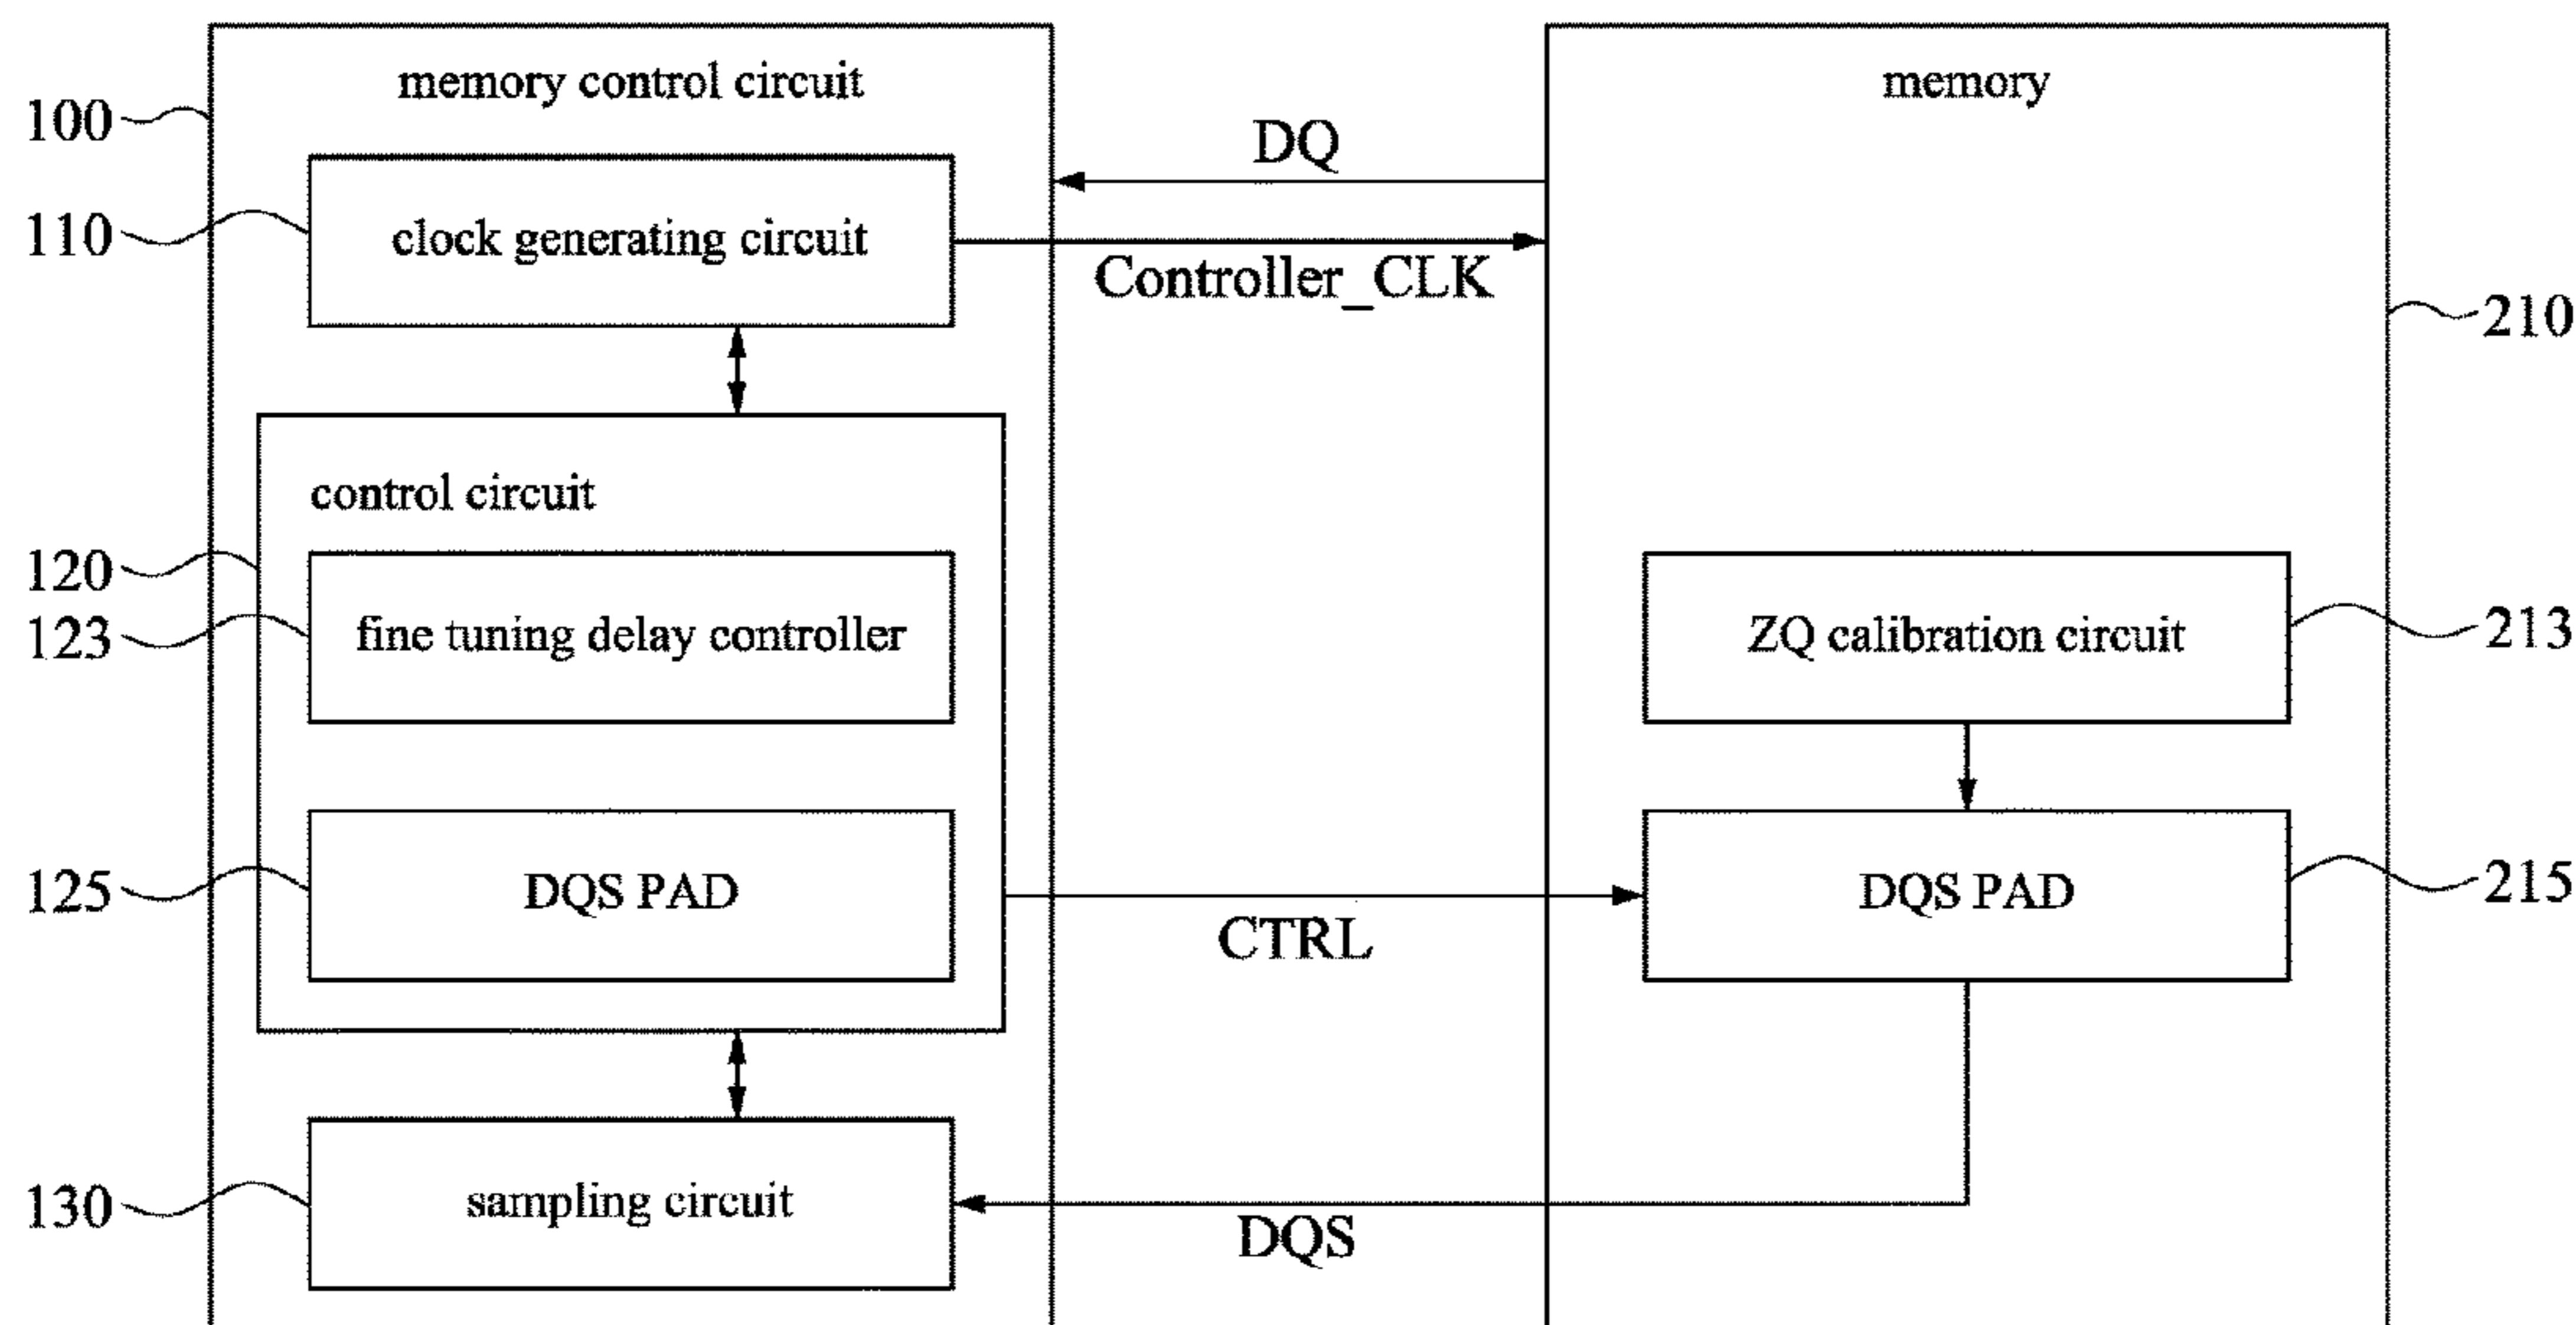 memory control circuit
memory
100
DQ
110
clock generating circuit
Controller_CLK
210
control circuit
120
123
fine tuning delay controller
ZQ calibration circuit
213
125
DQS PAD
CTRL
DQS PAD
215
130
sampling circuit
DQS